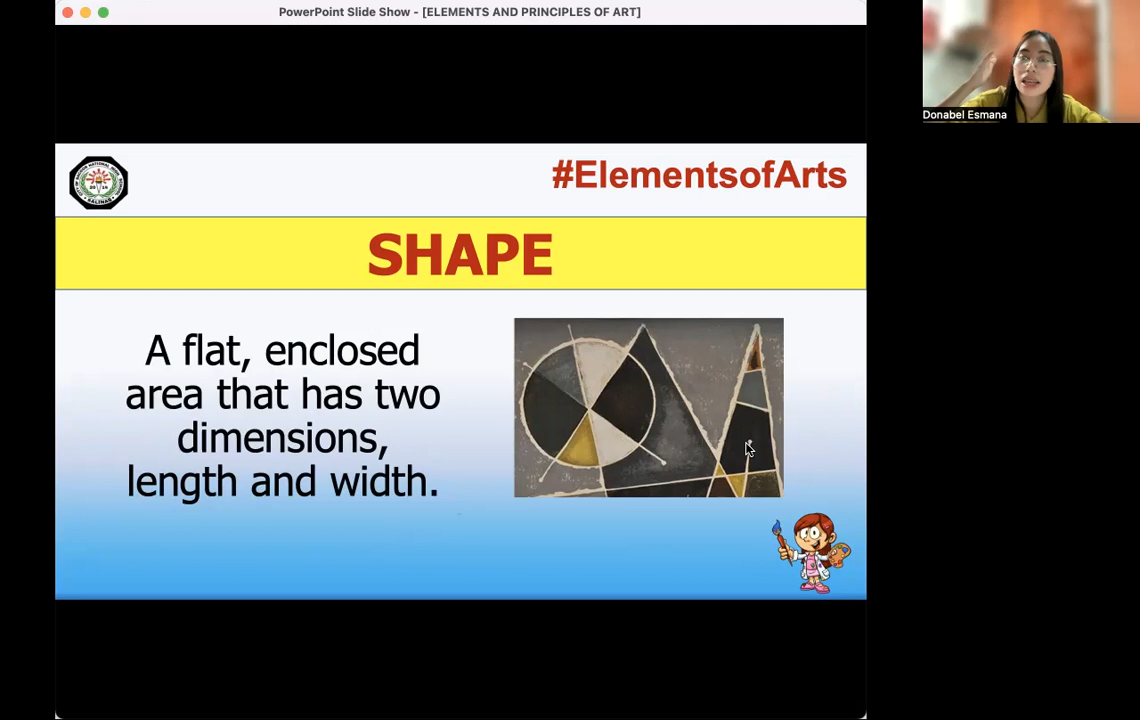 PowerPoint Slide Show - [ELEMENTS AND PRINCIPLES OF ART]
Donabel Esmana
#ElementsofArts
SHAPE
A flat, enclosed
area that has two
dimensions,
length and width.